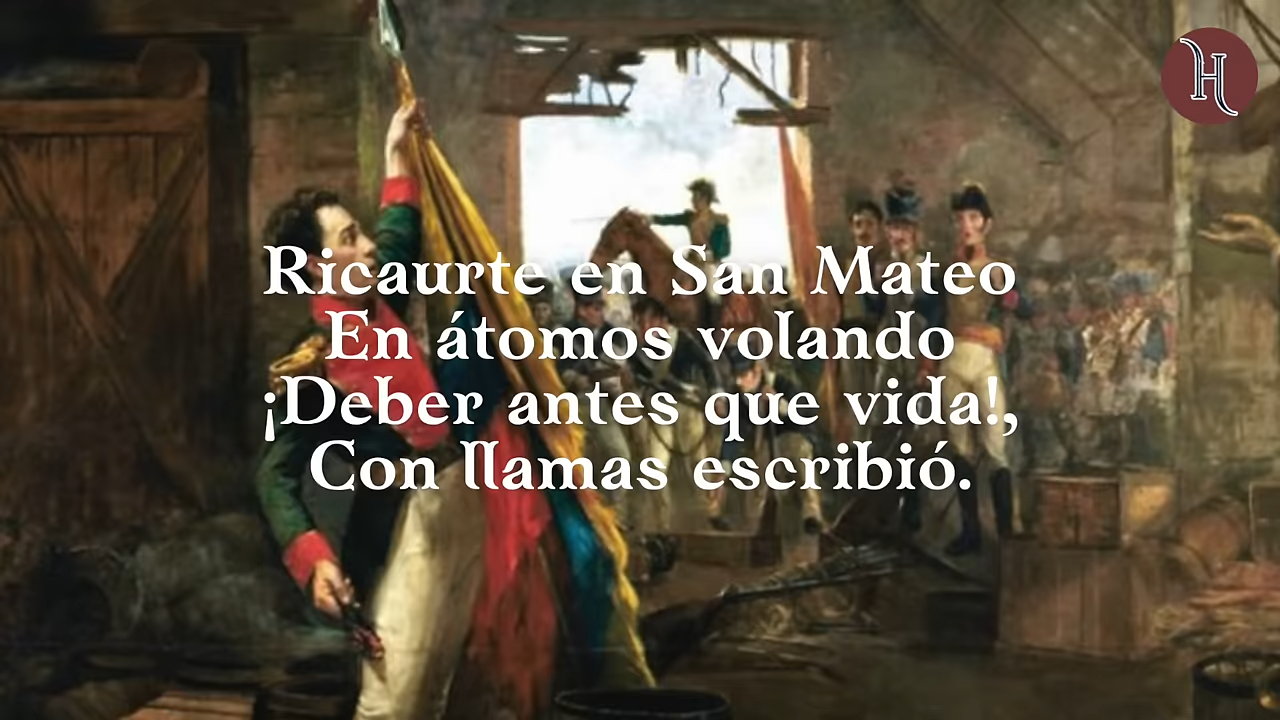 H
Ricaurte en San Mateo
En átomos volando
¡Deber antes que vida!,
Con llamas escribió.